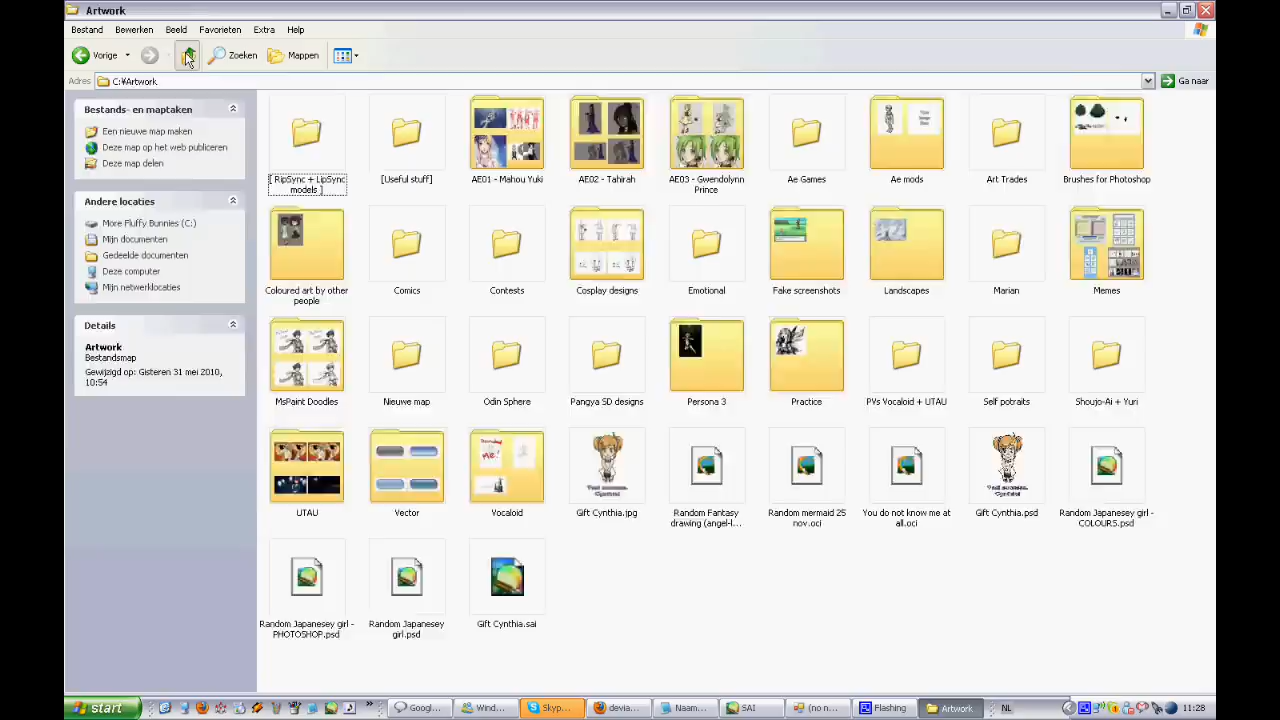 Artwork
Bestand Bewerken Beeld Favorieten Extra Help
Vorige Zoeken Mappen
Adres C:¥Artwork Ga naar
Bestands- en maptaken
Een nieuwe map maken
Deze map op het web publiceren
Deze map delen
Andere locaties
More Fluffy Bunnies (C:)
Mijn documenten
Gedeelde documenten
Deze computer
Mijn netwerklocaties
Details
Artwork
Bestandsmap
Gewijzigd op: Gisteren 31 mei 2010,
10:54
[ RipSync + LipSync
models ]
[Useful stuff]
AE01 - Mahou Yuki
AE02 - Tahirah
AE03 - Gwendolynn
Prince
Ae Games
Ae mods
Art Trades
Brushes for Photoshop
Coloured art by other
people
Comics
Contests
Cosplay designs
Emotional
Fake screenshots
Landscapes
Marian
Memes
MsPaint Doodles
Nieuwe map
Odin Sphere
Pangya SD designs
Persona 3
Practice
PVs Vocaloid + UTAU
Self potraits
Shoujo-Ai + Yuri
UTAU
Vector
Vocaloid
Gift Cynthia.jpg
Random Fantasy
drawing (angel-l...
Random mermaid 25
nov.oci
You do not know me at
all.oci
Gift Cynthia.psd
Random Japanesey girl -
COLOURS.psd
Random Japanesey girl -
PHOTOSHOP.psd
Random Japanesey
girl.psd
Gift Cynthia.sai
start Googl... Wind... Skyp... devia... Naam... SAI (no n... Flashing Artwork NL 11:28